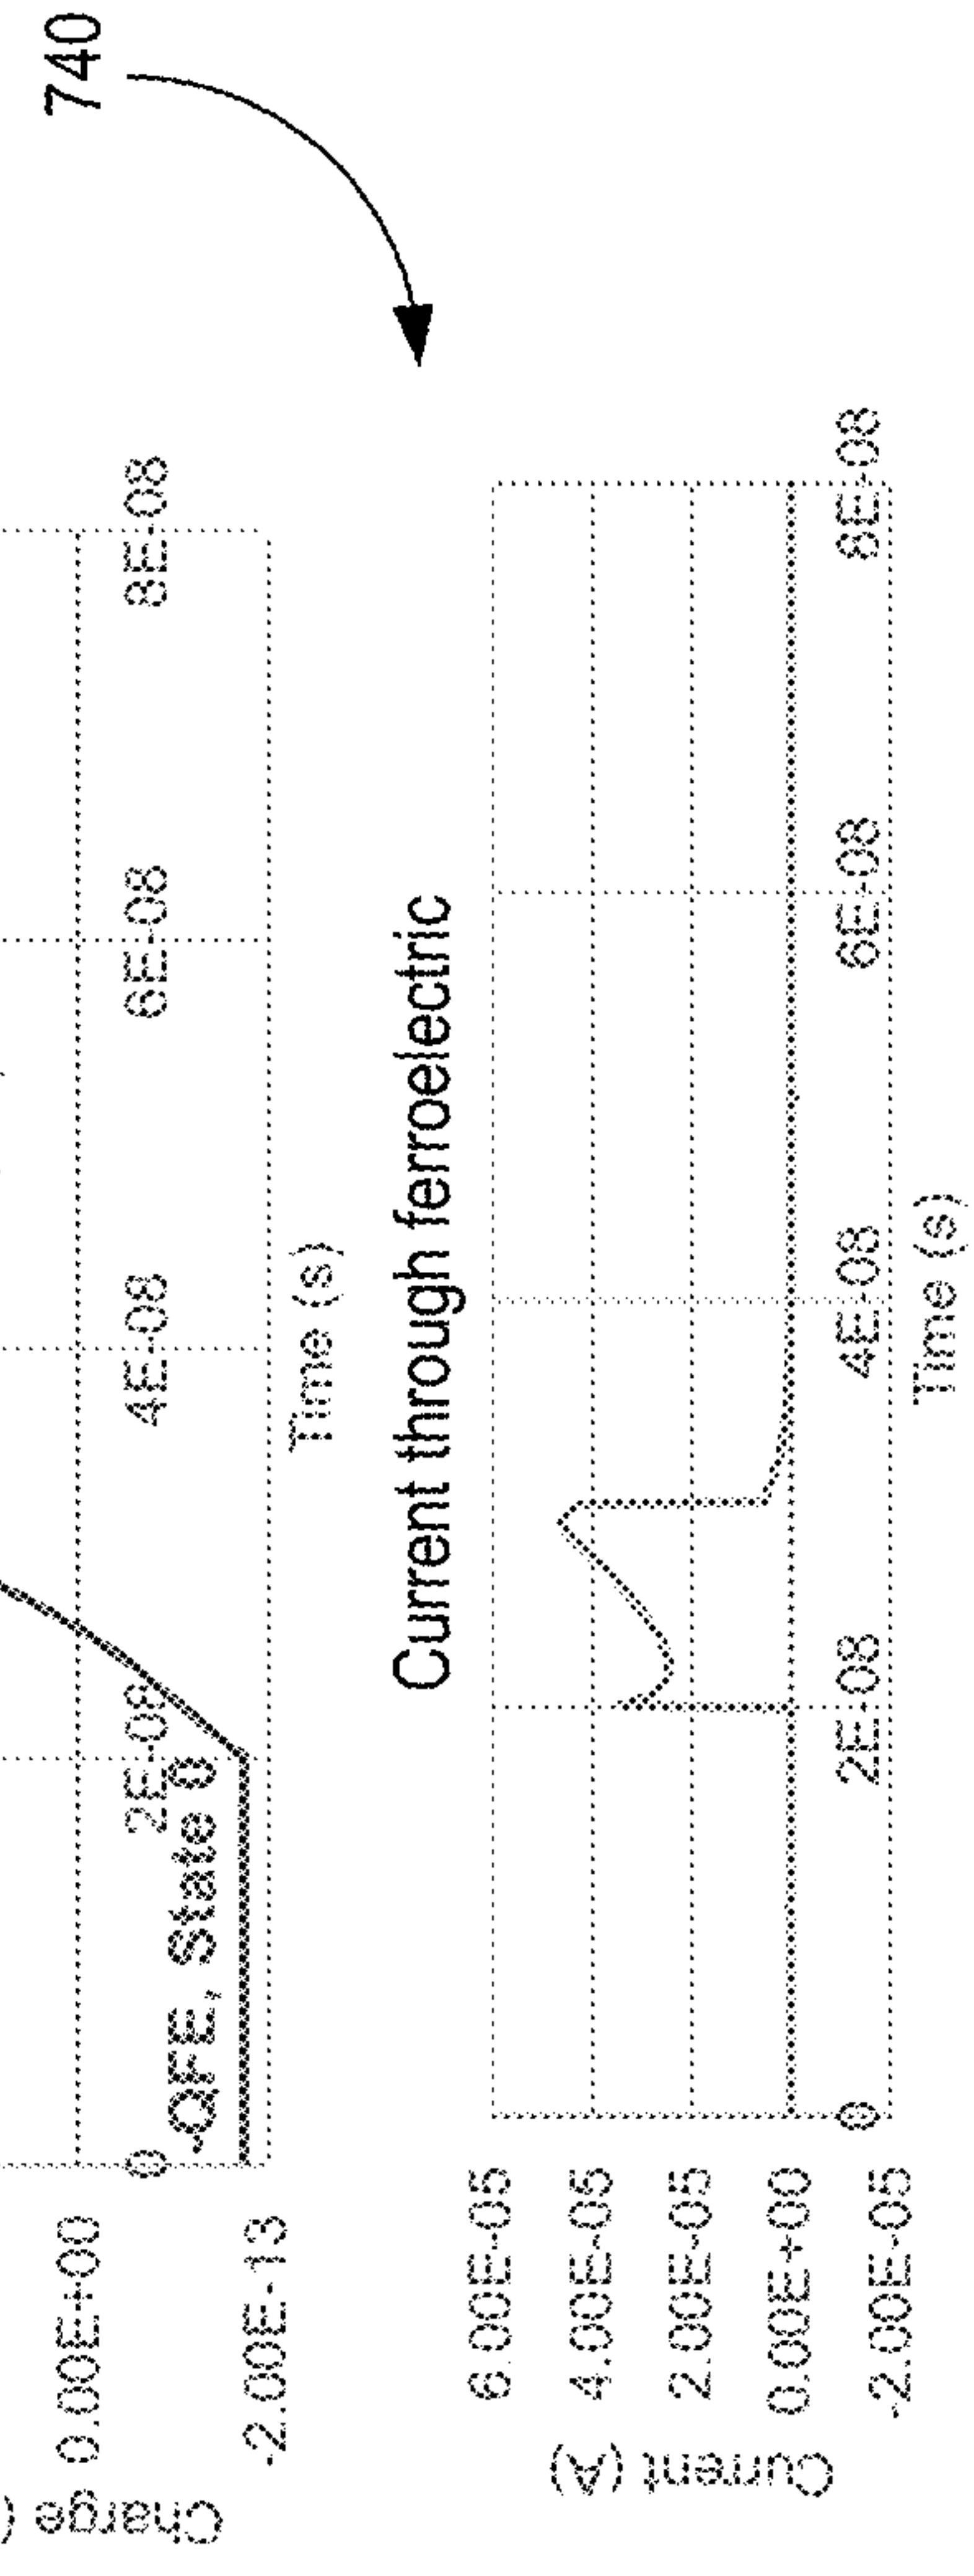 740
Charge (
0.00E+00
-2.00E-13
0
2E-08
4E-08
6E-08
8E-08
-QFE, State 0
Time (s)
Current through ferroelectric
Current (A)
6.00E-05
4.00E-05
2.00E-05
0.00E+00
-2.00E-05
0
2E-08
4E-08
6E-08
8E-08
Time (s)